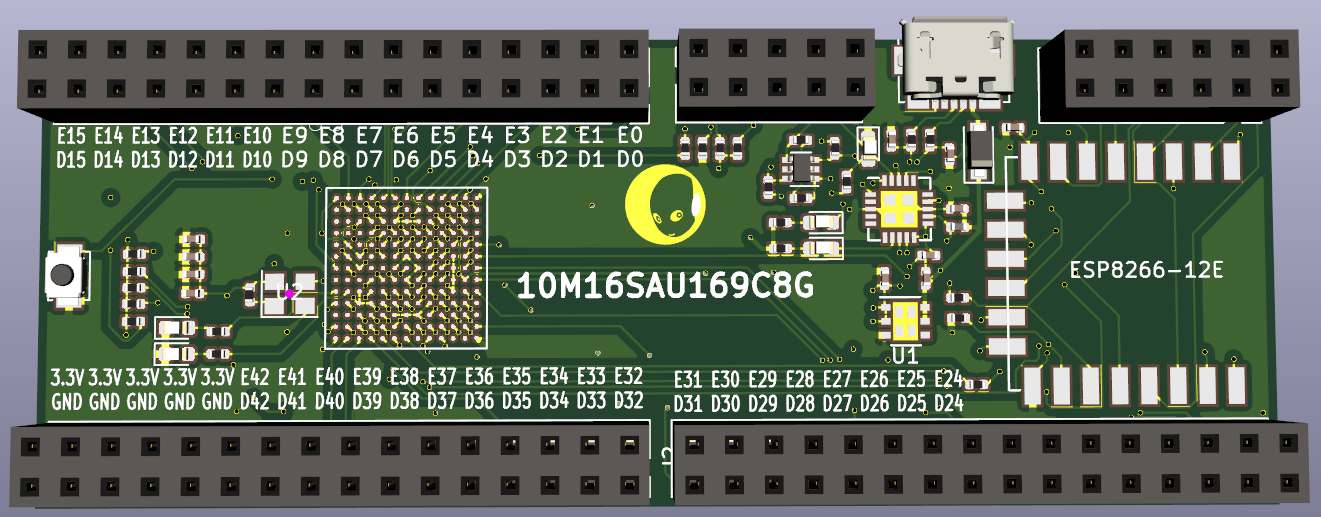 E15 E14 E13 E12 E11 E10 E9 E8 E7 E6 E5 E4 E3 E2 E1 E0
D15 D14 D13 D12 D11 D10 D9 D8 D7 D6 D5 D4 D3 D2 D1 D0
ESP8266-12E
10M16SAU169C8G
U2
U1
3.3V 3.3V 3.3V 3.3V 3.3V E42 E41 E40 E39 E38 E37 E36 E35 E34 E33 E32 E31 E30 E29 E28 E27 E26 E25 E24
GND GND GND GND GND D42 D41 D40 D39 D38 D37 D36 D35 D34 D33 D32 D31 D30 D29 D28 D27 D26 D25 D24